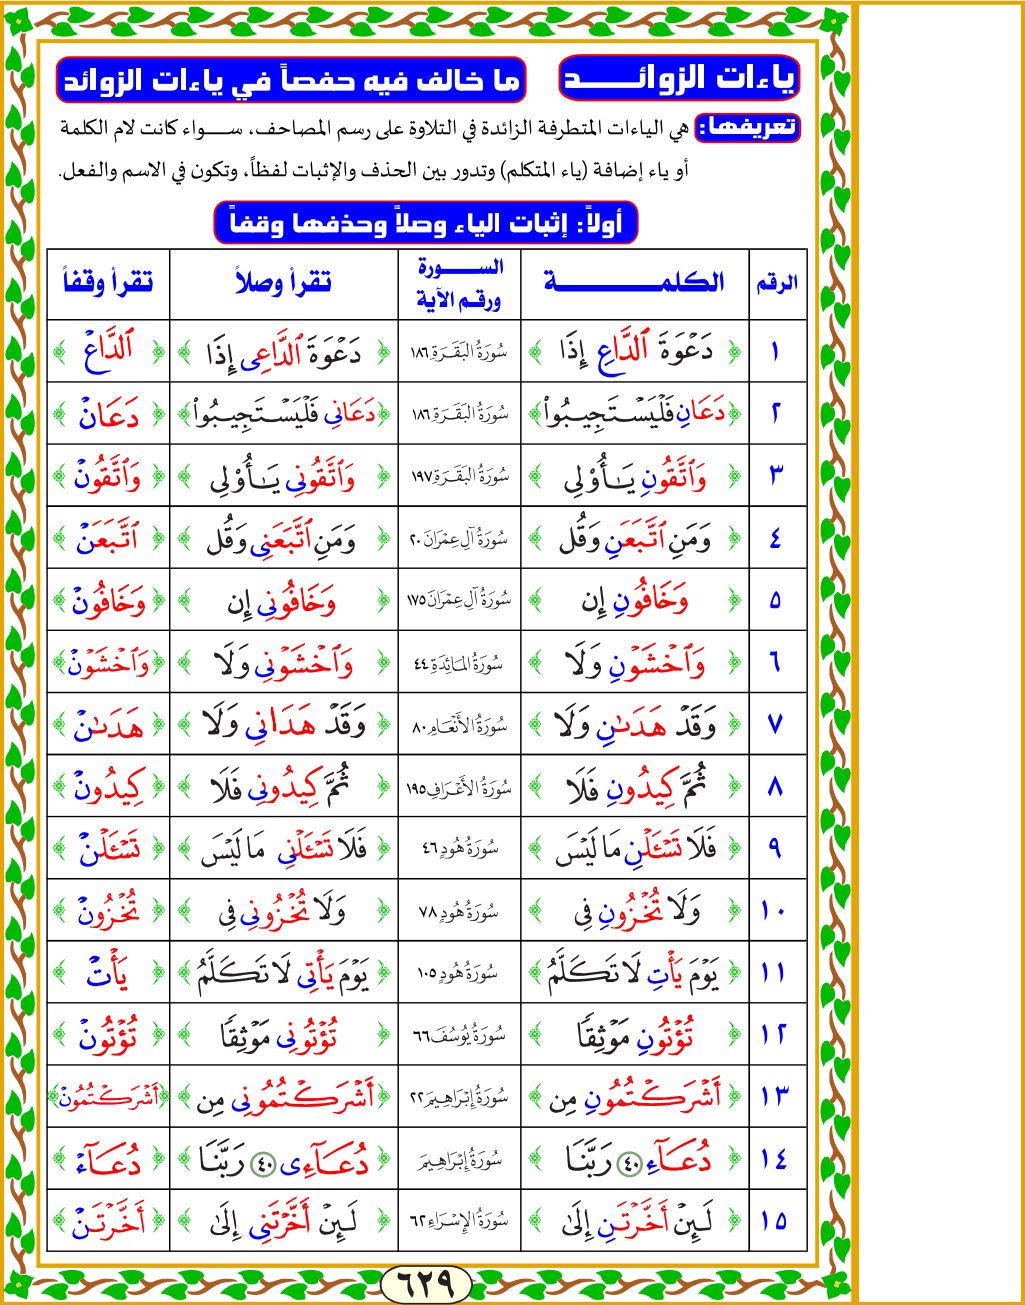 ياءات الزوائـــــد
ما خالف فيه حفصاً في ياءات الزوائد
تعريفها: هي الياءات المتطرفة الزائدة في التلاوة على رسم المصاحف، ســـواء كانت لام الكلمة
أو ياء إضافة (ياء المتكلم) وتدور بين الحذف والإثبات لفظاً، وتكون في الاسم والفعل.
أولاً: إثبات الياء وصلاً وحذفها وقفاً
الرقم الكلمــــــة الســـورة ورقم الآية تقرأ وصلاً تقرأ وقفاً
١ ﴿ دَعْوَةَ ٱلدَّاعِ إِذَا ﴾ سُورَةُ البَقَرَةِ ١٨٦ ﴿ دَعْوَةَ ٱلدَّاعِى إِذَا ﴾ ﴿ ٱلدَّاعْ ﴾
٢ ﴿ دَعَانِ فَلْيَسْتَجِيبُواْ ﴾ سُورَةُ البَقَرَةِ ١٨٦ ﴿ دَعَانِى فَلْيَسْتَجِيبُواْ ﴾ ﴿ دَعَانْ ﴾
٣ ﴿ وَٱتَّقُونِ يَـٰأُوْلِى ﴾ سُورَةُ البَقَرَةِ ١٩٧ ﴿ وَٱتَّقُونِى يَـٰأُوْلِى ﴾ ﴿ وَٱتَّقُونْ ﴾
٤ ﴿ وَمَنِ ٱتَّبَعَنِ وَقُل ﴾ سُورَةُ آلِ عِمْرَانَ ٢٠ ﴿ وَمَنِ ٱتَّبَعَنِى وَقُل ﴾ ﴿ ٱتَّبَعَنْ ﴾
٥ ﴿ وَخَافُونِ إِن ﴾ سُورَةُ آلِ عِمْرَانَ ١٧٥ ﴿ وَخَافُونِى إِن ﴾ ﴿ وَخَافُونْ ﴾
٦ ﴿ وَٱخْشَوْنِ وَلَا ﴾ سُورَةُ المَائِدَةِ ٤٤ ﴿ وَٱخْشَوْنِى وَلَا ﴾ ﴿ وَٱخْشَوْنْ ﴾
٧ ﴿ وَقَدْ هَدَىٰنِ وَلَا ﴾ سُورَةُ الأَنْعَامِ ٨٠ ﴿ وَقَدْ هَدَانِى وَلَا ﴾ ﴿ هَدَىٰنْ ﴾
٨ ﴿ ثُمَّ كِيدُونِ فَلَا ﴾ سُورَةُ الأَعْرَافِ ١٩٥ ﴿ ثُمَّ كِيدُونِى فَلَا ﴾ ﴿ كِيدُونْ ﴾
٩ ﴿ فَلَا تَسْـَٔلْنِ مَا لَيْسَ ﴾ سُورَةُ هُودٍ ٤٦ ﴿ فَلَا تَسْـَٔلْنِى مَا لَيْسَ ﴾ ﴿ تَسْـَٔلْنْ ﴾
١٠ ﴿ وَلَا تُخْزُونِ فِى ﴾ سُورَةُ هُودٍ ٧٨ ﴿ وَلَا تُخْزُونِى فِى ﴾ ﴿ تُخْزُونْ ﴾
١١ ﴿ يَوْمَ يَأْتِ لَا تَكَلَّمُ ﴾ سُورَةُ هُودٍ ١٠٥ ﴿ يَوْمَ يَأْتِى لَا تَكَلَّمُ ﴾ ﴿ يَأْتْ ﴾
١٢ ﴿ تُؤْتُونِ مَوْثِقًا ﴾ سُورَةُ يُوسُفَ ٦٦ ﴿ تُؤْتُونِى مَوْثِقًا ﴾ ﴿ تُؤْتُونْ ﴾
١٣ ﴿ أَشْرَكْتُمُونِ مِن ﴾ سُورَةُ إِبْرَاهِيمَ ٢٢ ﴿ أَشْرَكْتُمُونِى مِن ﴾ ﴿ أَشْرَكْتُمُونْ ﴾
١٤ ﴿ دُعَآءِ ٤٠ رَبَّنَا ﴾ سُورَةُ إِبْرَاهِيمَ ﴿ دُعَآءِى ٤٠ رَبَّنَا ﴾ ﴿ دُعَآءْ ﴾
١٥ ﴿ لَئِنْ أَخَّرْتَنِ إِلَىٰ ﴾ سُورَةُ الإِسْرَاءِ ٦٢ ﴿ لَئِنْ أَخَّرْتَنِى إِلَىٰ ﴾ ﴿ أَخَّرْتَنْ ﴾
٦٢٩